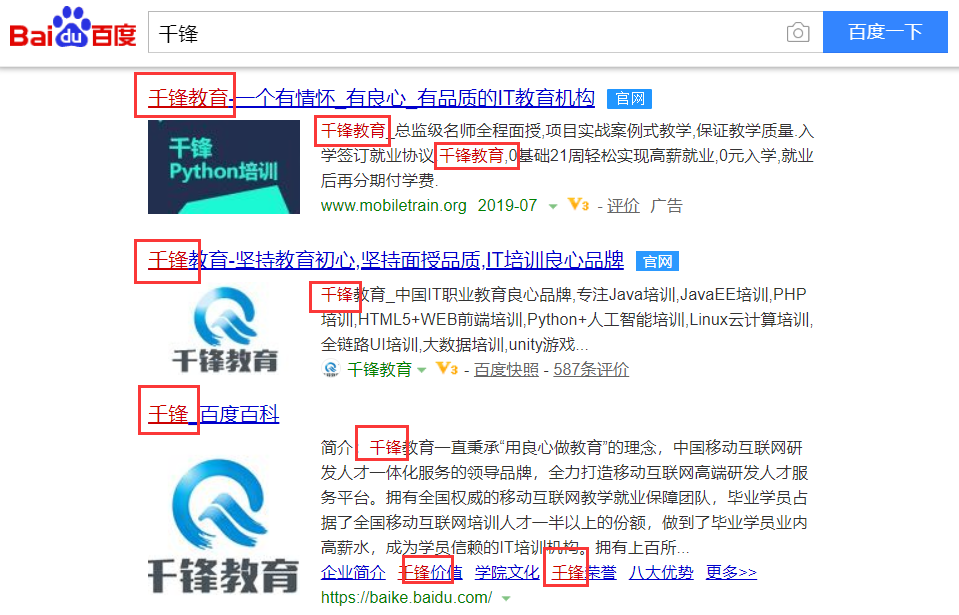 Bai du 百度 千锋 百度一下
千锋教育-一个有情怀_有良心_有品质的IT教育机构 官网
千锋
Python培训
千锋教育_总监级名师全程面授,项目实战案例式教学,保证教学质量.入
学签订就业协议,千锋教育,0基础21周轻松实现高薪就业,0元入学,就业
后再分期付学费.
www.mobiletrain.org 2019-07 V3 - 评价 广告
千锋教育-坚持教育初心,坚持面授品质,IT培训良心品牌 官网
千锋教育
千锋教育_中国IT职业教育良心品牌,专注Java培训,JavaEE培训,PHP
培训,HTML5+WEB前端培训,Python+人工智能培训,Linux云计算培训,
全链路UI培训,大数据培训,unity游戏...
千锋教育 V3 - 百度快照 - 587条评价
千锋_百度百科
千锋教育
简介: 千锋教育一直秉承“用良心做教育”的理念，中国移动互联网研
发人才一体化服务的领导品牌，全力打造移动互联网高端研发人才服
务平台。拥有全国权威的移动互联网教学就业保障团队，毕业学员占
据了全国移动互联网培训人才一半以上的份额，做到了毕业学员业内
高薪水，成为学员信赖的IT培训机构。拥有上百所...
企业简介 千锋价值 学院文化 千锋荣誉 八大优势 更多>>
https://baike.baidu.com/